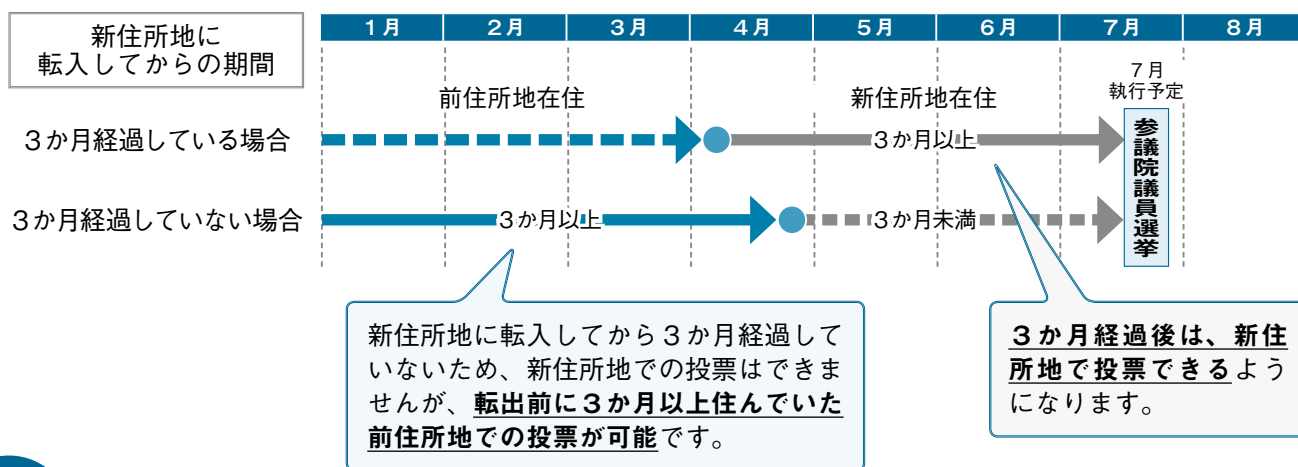 新住所地に
転入してからの期間
1月 2月 3月 4月 5月 6月 7月 8月
7月
執行予定
前住所地在住
新住所地在住
3か月経過している場合
3か月以上
3か月経過していない場合
3か月以上
3か月未満
参議院議員選挙
新住所地に転入してから3か月経過して
いないため、新住所地での投票はできま
せんが、転出前に3か月以上住んでいた
前住所地での投票が可能です。
3か月経過後は、新住
所地で投票できるよう
になります。